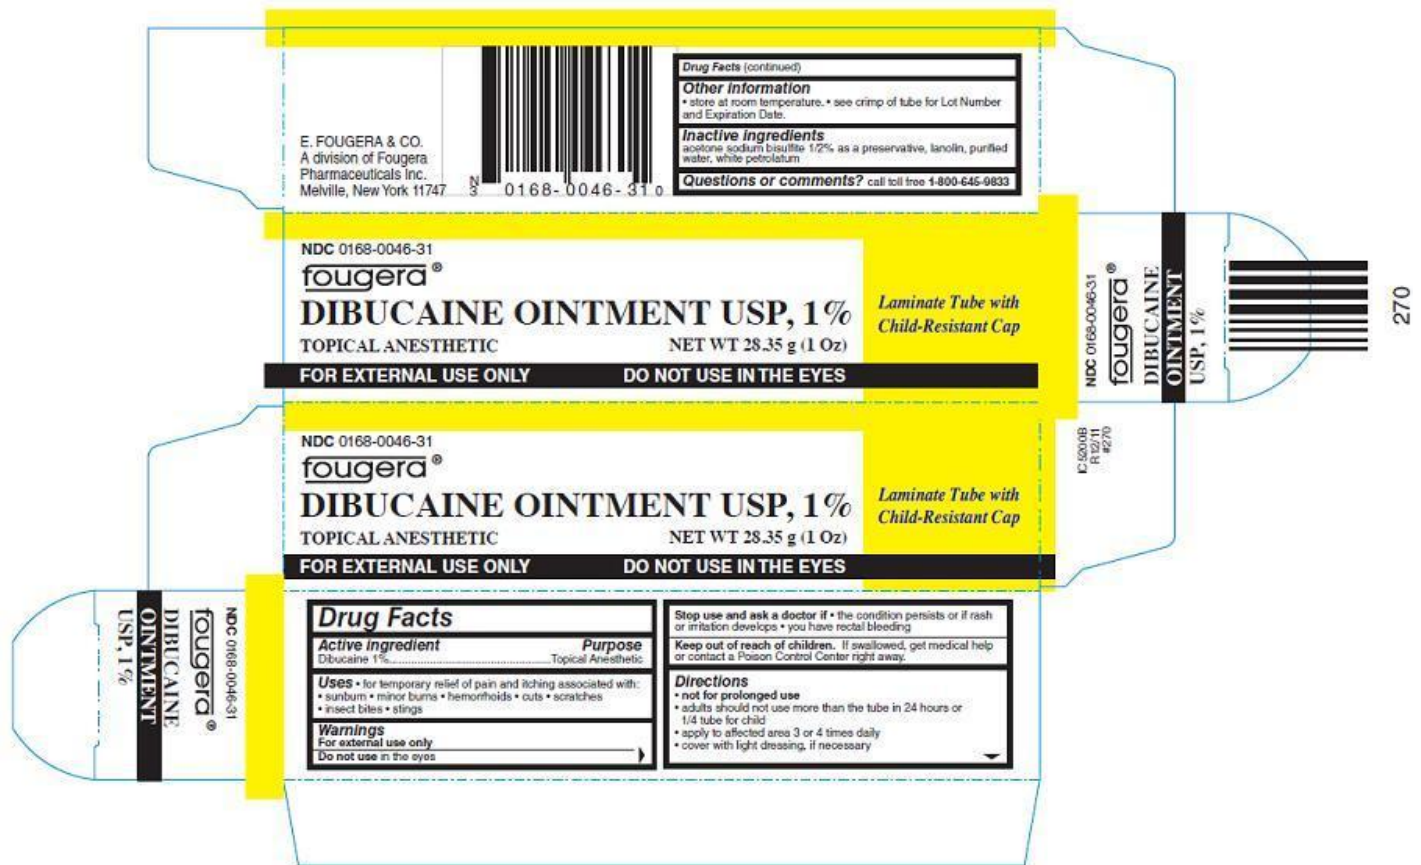 E. FOUGERA & CO.
A division of Fougera
Pharmaceuticals Inc.
Melville, New York 11747
N
3 0168-0046-31 0
Drug Facts (continued)
Other information
• store at room temperature. • see crimp of tube for Lot Number
and Expiration Date.
Inactive ingredients
acetone sodium bisulfite 1/2% as a preservative, lanolin, purified
water, white petrolatum
Questions or comments? call toll free 1-800-645-9833
NDC 0168-0046-31
fougera®
DIBUCAINE OINTMENT USP, 1%
TOPICAL ANESTHETIC NET WT 28.35 g (1 Oz)
FOR EXTERNAL USE ONLY DO NOT USE IN THE EYES
Laminate Tube with
Child-Resistant Cap
NDC 0168-0046-31
fougera®
DIBUCAINE
OINTMENT
USP, 1%
270
NDC 0168-0046-31
fougera®
DIBUCAINE OINTMENT USP, 1%
TOPICAL ANESTHETIC NET WT 28.35 g (1 Oz)
FOR EXTERNAL USE ONLY DO NOT USE IN THE EYES
Laminate Tube with
Child-Resistant Cap
IC5200B
R12/11
#270
NDC 0168-0046-31
fougera®
DIBUCAINE
OINTMENT
USP, 1%
Drug Facts
Active ingredient Purpose
Dibucaine 1%..................................................Topical Anesthetic
Uses • for temporary relief of pain and itching associated with:
• sunburn • minor burns • hemorrhoids • cuts • scratches
• insect bites • stings
Warnings
For external use only
Do not use in the eyes
Stop use and ask a doctor if • the condition persists or if rash
or irritation develops • you have rectal bleeding
Keep out of reach of children. If swallowed, get medical help
or contact a Poison Control Center right away.
Directions
• not for prolonged use
• adults should not use more than the tube in 24 hours or
1/4 tube for child
• apply to affected area 3 or 4 times daily
• cover with light dressing, if necessary